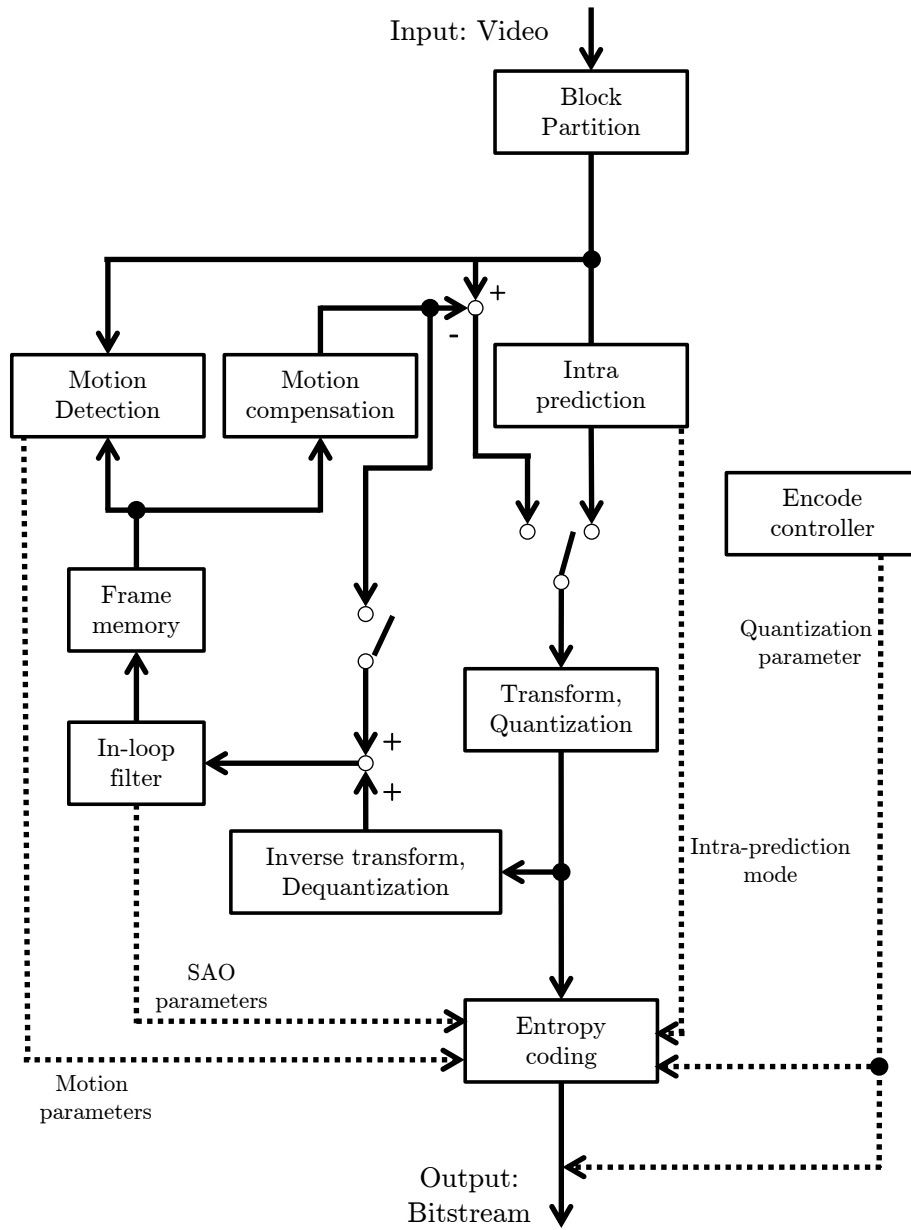 Input: Video
Block
Partition
+
-
Motion
Detection
Motion
compensation
Intra
prediction
Encode
controller
Frame
memory
Quantization
parameter
Transform,
Quantization
In-loop
filter
+
+
Inverse transform,
Dequantization
Intra-prediction
mode
SAO
parameters
Entropy
coding
Motion
parameters
Output:
Bitstream